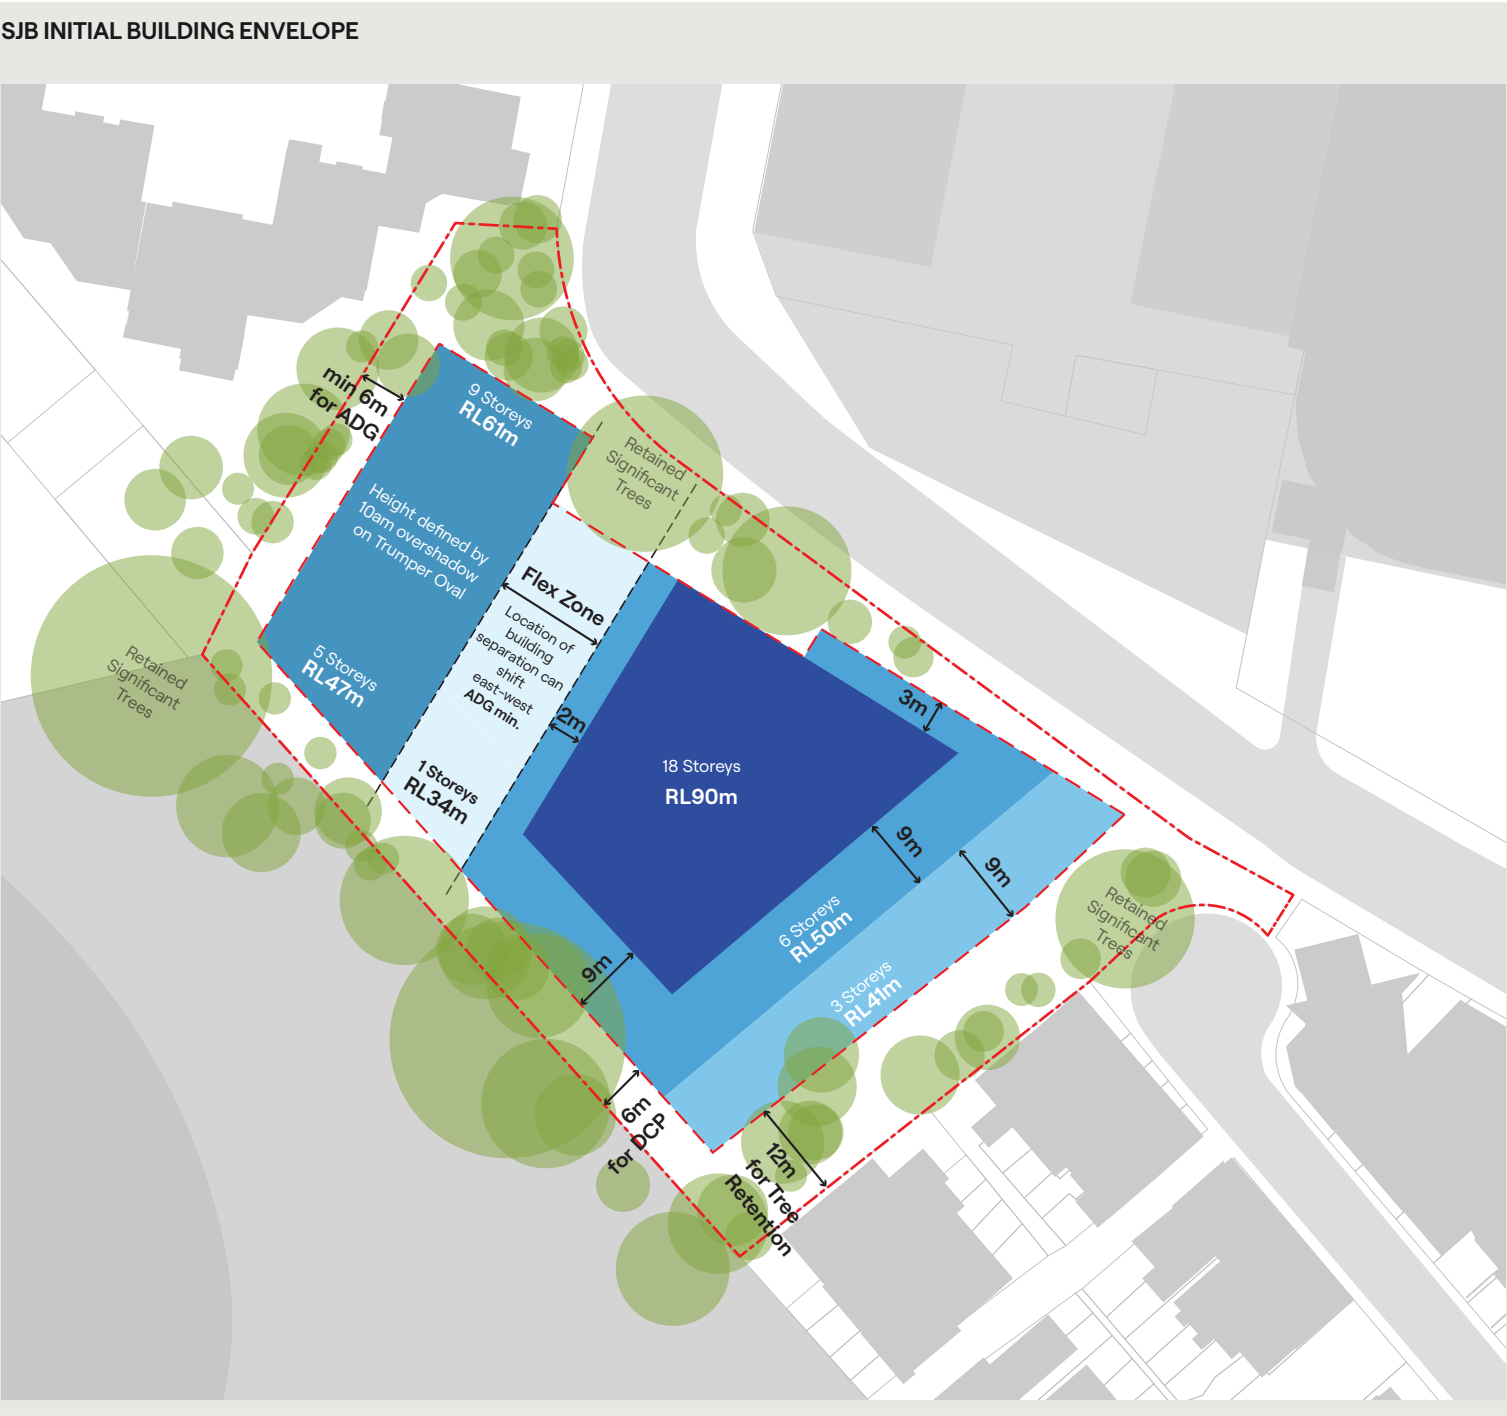 SJB INITIAL BUILDING ENVELOPE
min 6m
for ADG
9 Storeys
RL61m
Retained
Significant
Trees
Height defined by
10am overshadow
on Trumper Oval
Flex Zone
Location of
building
separation can
shift
east-west
ADG min.
5 Storeys
RL47m
Retained
Significant
Trees
2m
3m
1 Storeys
RL34m
18 Storeys
RL90m
9m
9m
6 Storeys
RL50m
Retained
Significant
Trees
9m
3 Storeys
RL41m
6m
for DCP
12m
for Tree
Retention